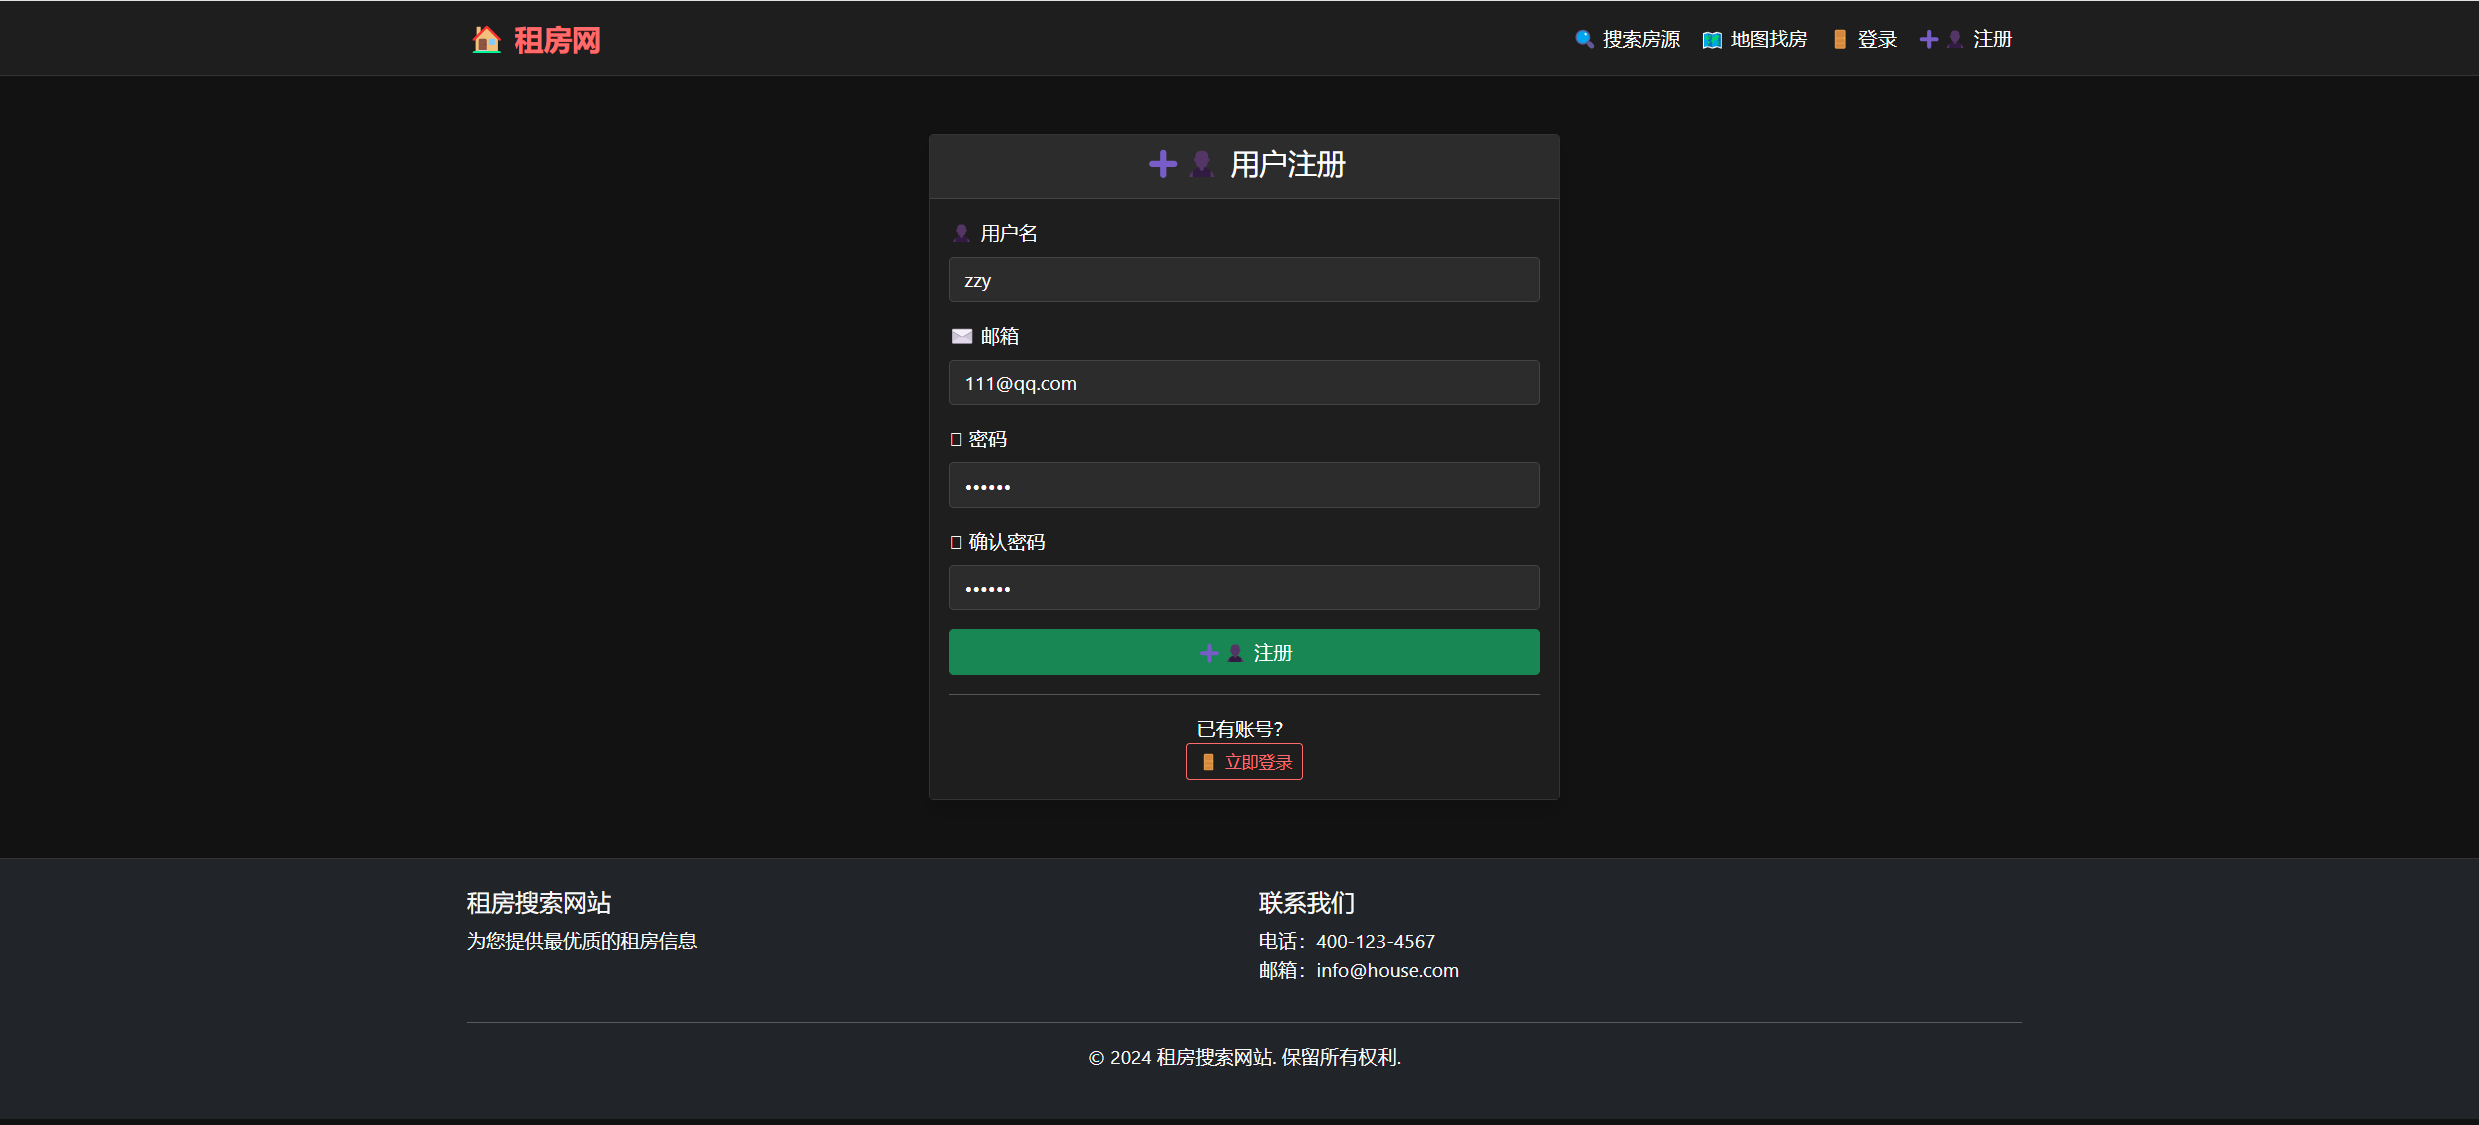 租房网
搜索房源 地图找房 登录 注册
用户注册
用户名
zzy
邮箱
111@qq.com
密码
••••••
确认密码
••••••
注册
已有账号?
立即登录
租房搜索网站
为您提供最优质的租房信息
联系我们
电话：400-123-4567
邮箱：info@house.com
© 2024 租房搜索网站. 保留所有权利.